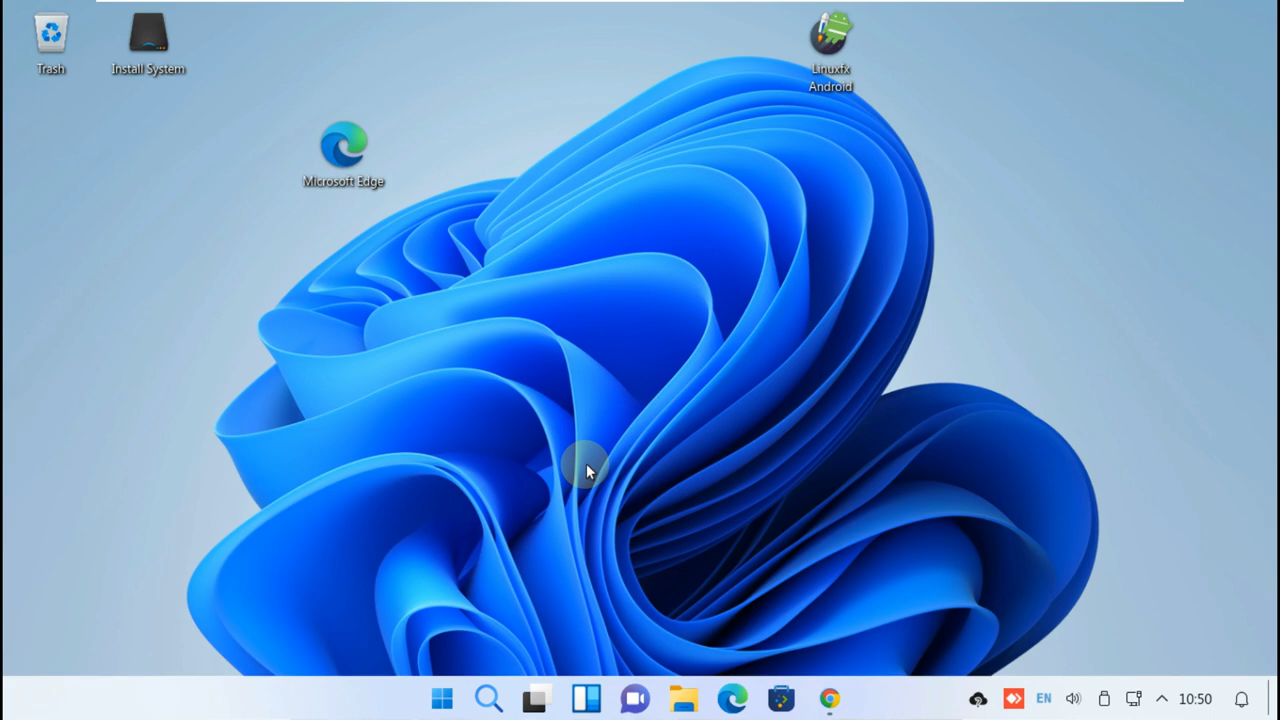 Trash
Install System
Linuxfx
Android
Microsoft Edge
EN
10:50